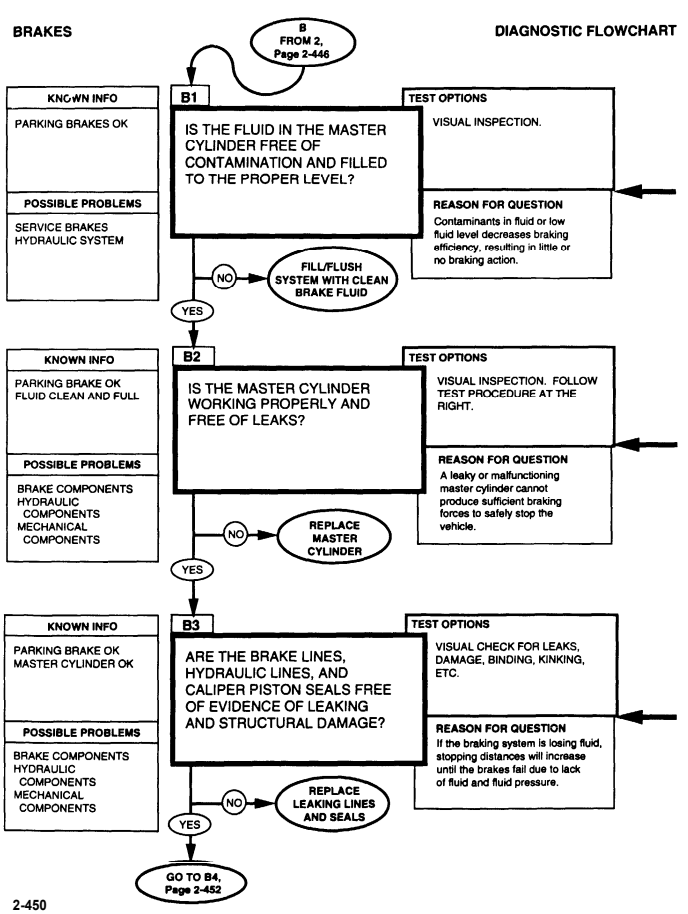 BRAKES
DIAGNOSTIC FLOWCHART
B
FROM 2,
Page 2-446
KNOWN INFO
PARKING BRAKES OK
POSSIBLE PROBLEMS
SERVICE BRAKES
HYDRAULIC SYSTEM
B1
IS THE FLUID IN THE MASTER
CYLINDER FREE OF
CONTAMINATION AND FILLED
TO THE PROPER LEVEL?
TEST OPTIONS
VISUAL INSPECTION.
REASON FOR QUESTION
Contaminants in fluid or low
fluid level decreases braking
efficiency, resulting in little or
no braking action.
NO
FILL/FLUSH
SYSTEM WITH CLEAN
BRAKE FLUID
YES
KNOWN INFO
PARKING BRAKE OK
FLUID CLEAN AND FULL
POSSIBLE PROBLEMS
BRAKE COMPONENTS
HYDRAULIC
COMPONENTS
MECHANICAL
COMPONENTS
B2
IS THE MASTER CYLINDER
WORKING PROPERLY AND
FREE OF LEAKS?
TEST OPTIONS
VISUAL INSPECTION. FOLLOW
TEST PROCEDURE AT THE
RIGHT.
REASON FOR QUESTION
A leaky or malfunctioning
master cylinder cannot
produce sufficient braking
forces to safely stop the
vehicle.
NO
REPLACE
MASTER
CYLINDER
YES
KNOWN INFO
PARKING BRAKE OK
MASTER CYLINDER OK
POSSIBLE PROBLEMS
BRAKE COMPONENTS
HYDRAULIC
COMPONENTS
MECHANICAL
COMPONENTS
B3
ARE THE BRAKE LINES,
HYDRAULIC LINES, AND
CALIPER PISTON SEALS FREE
OF EVIDENCE OF LEAKING
AND STRUCTURAL DAMAGE?
TEST OPTIONS
VISUAL CHECK FOR LEAKS,
DAMAGE, BINDING, KINKING,
ETC.
REASON FOR QUESTION
If the braking system is losing fluid,
stopping distances will increase
until the brakes fail due to lack
of fluid and fluid pressure.
NO
REPLACE
LEAKING LINES
AND SEALS
YES
GO TO B4,
Page 2-452
2-450